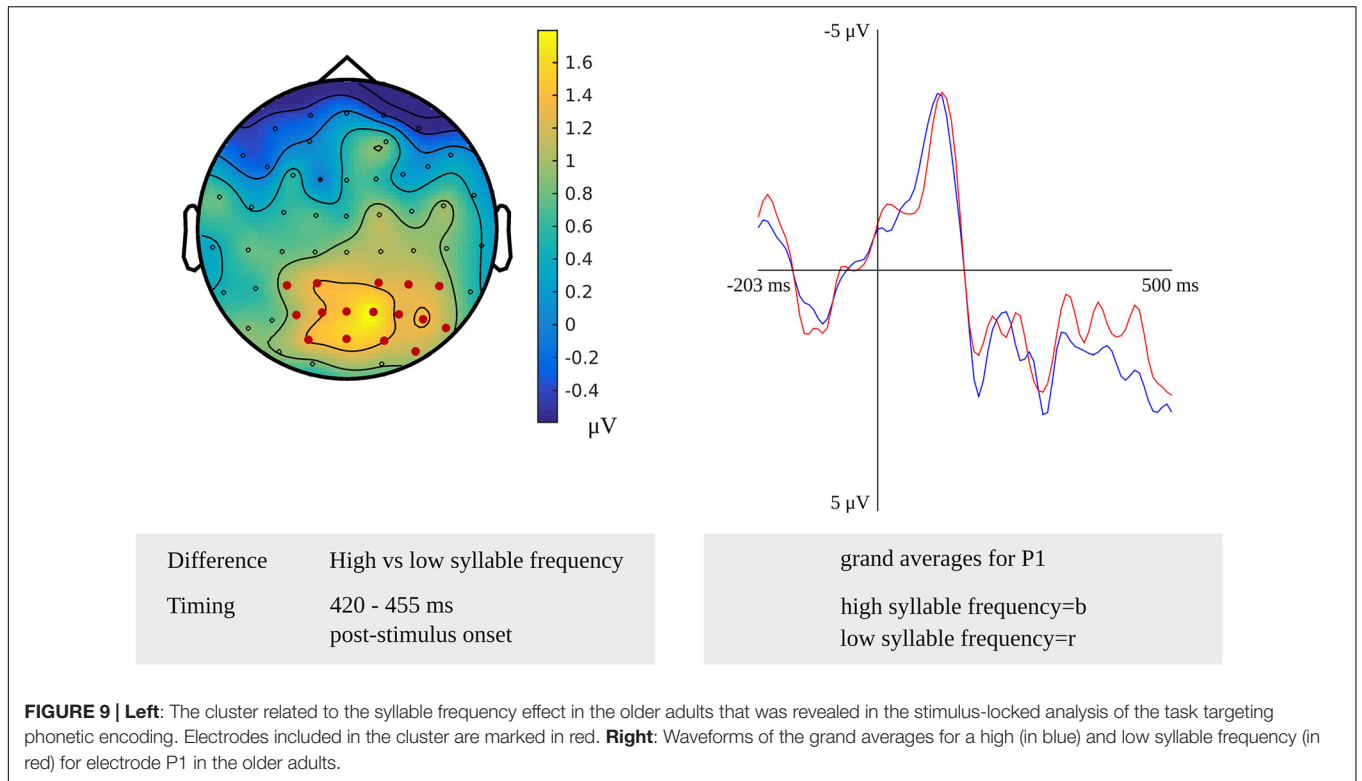 1.6
1.4
1.2
1
0.8
0.6
0.4
0.2
0
-0.2
-0.4
μV
-5 μV
-203 ms
500 ms
5 μV
Difference High vs low syllable frequency
Timing 420 - 455 ms
post-stimulus onset
grand averages for P1
high syllable frequency=b
low syllable frequency=r
FIGURE 9 | Left: The cluster related to the syllable frequency effect in the older adults that was revealed in the stimulus-locked analysis of the task targeting
phonetic encoding. Electrodes included in the cluster are marked in red. Right: Waveforms of the grand averages for a high (in blue) and low syllable frequency (in
red) for electrode P1 in the older adults.